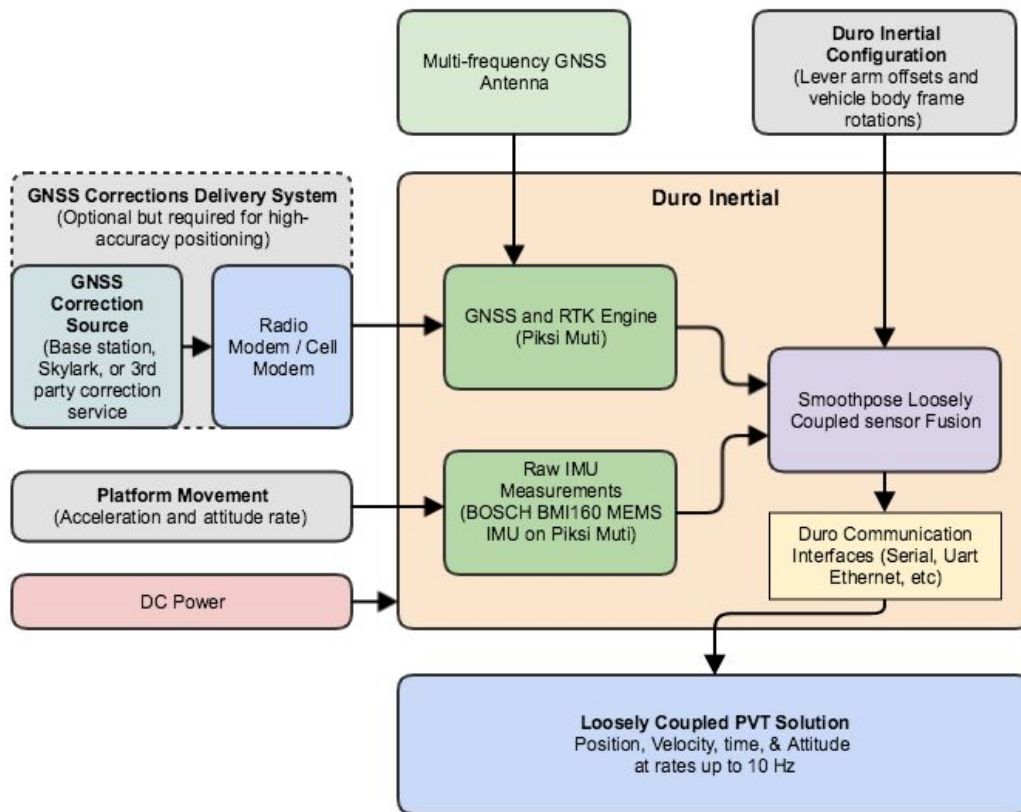 Multi-frequency GNSS
Antenna
Duro Inertial
Configuration
(Lever arm offsets and
vehicle body frame
rotations)
GNSS Corrections Delivery System
(Optional but required for high-
accuracy positioning)
GNSS
Correction
Source
(Base station,
Skylark, or 3rd
party correction
service
Radio
Modem / Cell
Modem
Duro Inertial
GNSS and RTK Engine
(Piksi Muti)
Smoothpose Loosely
Coupled sensor Fusion
Platform Movement
(Acceleration and attitude rate)
Raw IMU
Measurements
(BOSCH BMI160 MEMS
IMU on Piksi Muti)
Duro Communication
Interfaces (Serial, Uart
Ethernet, etc)
DC Power
Loosely Coupled PVT Solution
Position, Velocity, time, & Attitude
at rates up to 10 Hz